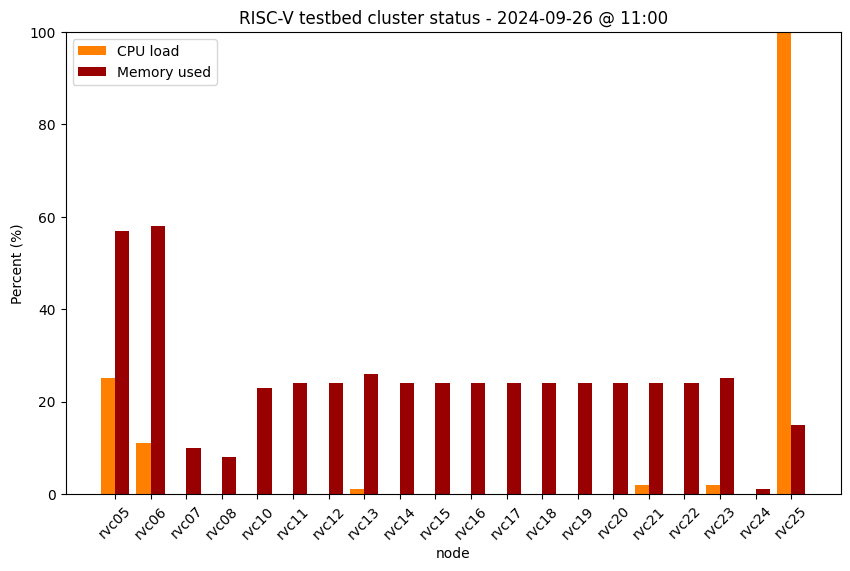 RISC-V testbed cluster status - 2024-09-26 @ 11:00
CPU load
Memory used
Percent (%)
100
80
60
40
20
0
rvc05 rvc06 rvc07 rvc08 rvc10 rvc11 rvc12 rvc13 rvc14 rvc15 rvc16 rvc17 rvc18 rvc19 rvc20 rvc21 rvc22 rvc23 rvc24 rvc25
node